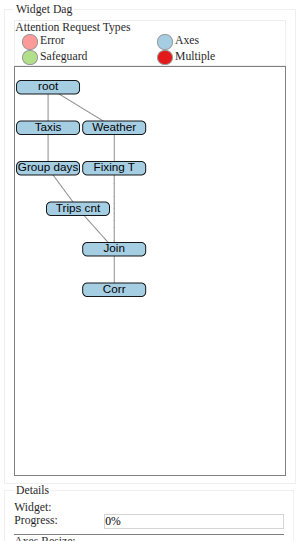 Widget Dag
Attention Request Types
Error Axes
Safeguard Multiple
root
Taxis Weather
Group days Fixing T
Trips cnt
Join
Corr
Details
Widget:
Progress: 0%
Axes Resize: